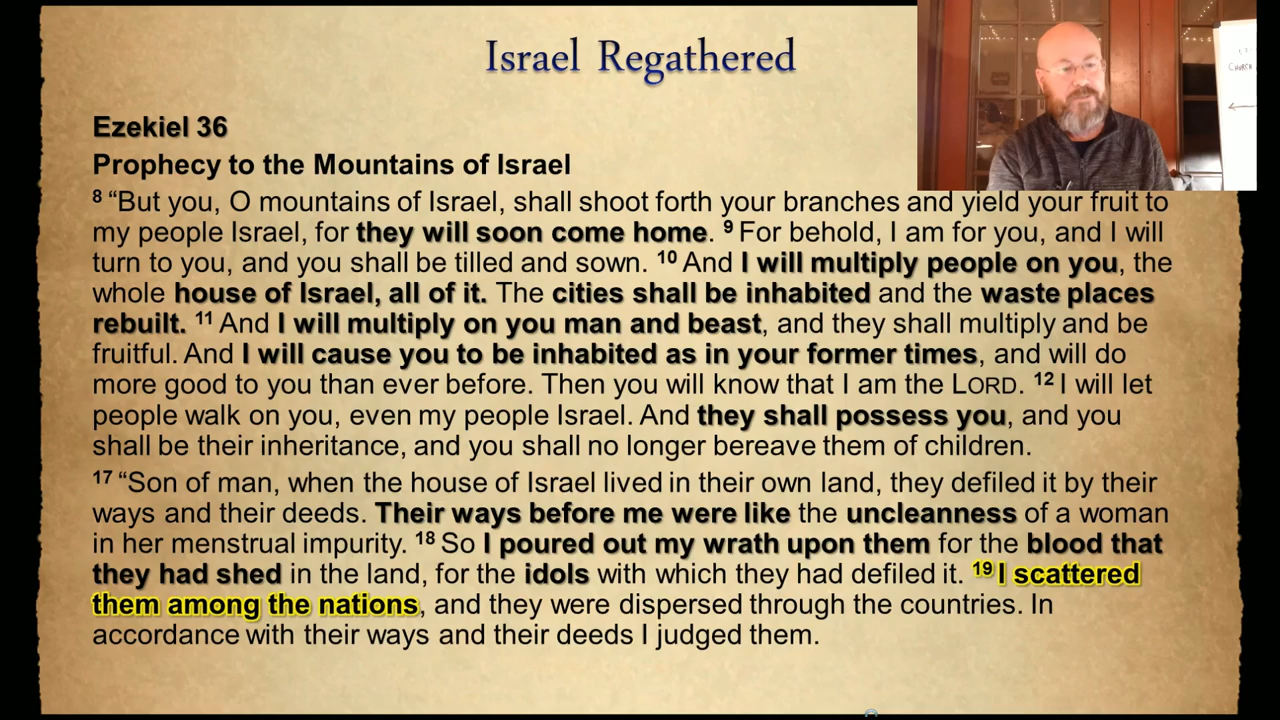 Israel Regathered
CHURCH
Ezekiel 36
Prophecy to the Mountains of Israel
8 “But you, O mountains of Israel, shall shoot forth your branches and yield your fruit to
my people Israel, for they will soon come home. 9 For behold, I am for you, and I will
turn to you, and you shall be tilled and sown. 10 And I will multiply people on you, the
whole house of Israel, all of it. The cities shall be inhabited and the waste places
rebuilt. 11 And I will multiply on you man and beast, and they shall multiply and be
fruitful. And I will cause you to be inhabited as in your former times, and will do
more good to you than ever before. Then you will know that I am the LORD. 12 I will let
people walk on you, even my people Israel. And they shall possess you, and you
shall be their inheritance, and you shall no longer bereave them of children.
17 “Son of man, when the house of Israel lived in their own land, they defiled it by their
ways and their deeds. Their ways before me were like the uncleanness of a woman
in her menstrual impurity. 18 So I poured out my wrath upon them for the blood that
they had shed in the land, for the idols with which they had defiled it. 19 I scattered
them among the nations, and they were dispersed through the countries. In
accordance with their ways and their deeds I judged them.